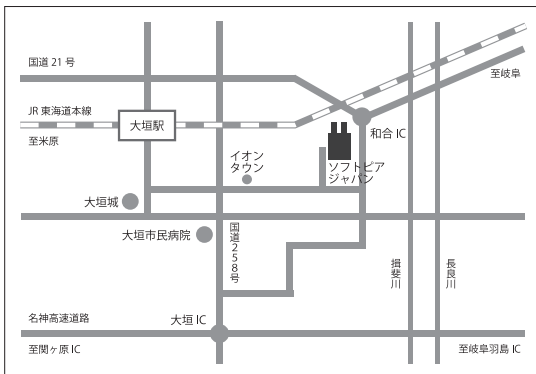 国道 21 号
至岐阜
JR 東海道本線
大垣駅
和合 IC
至米原
イオン
タウン
ソフトピア
ジャパン
大垣城
大垣市民病院
国道258号
揖斐川
長良川
名神高速道路
大垣 IC
至関ヶ原 IC
至岐阜羽島 IC